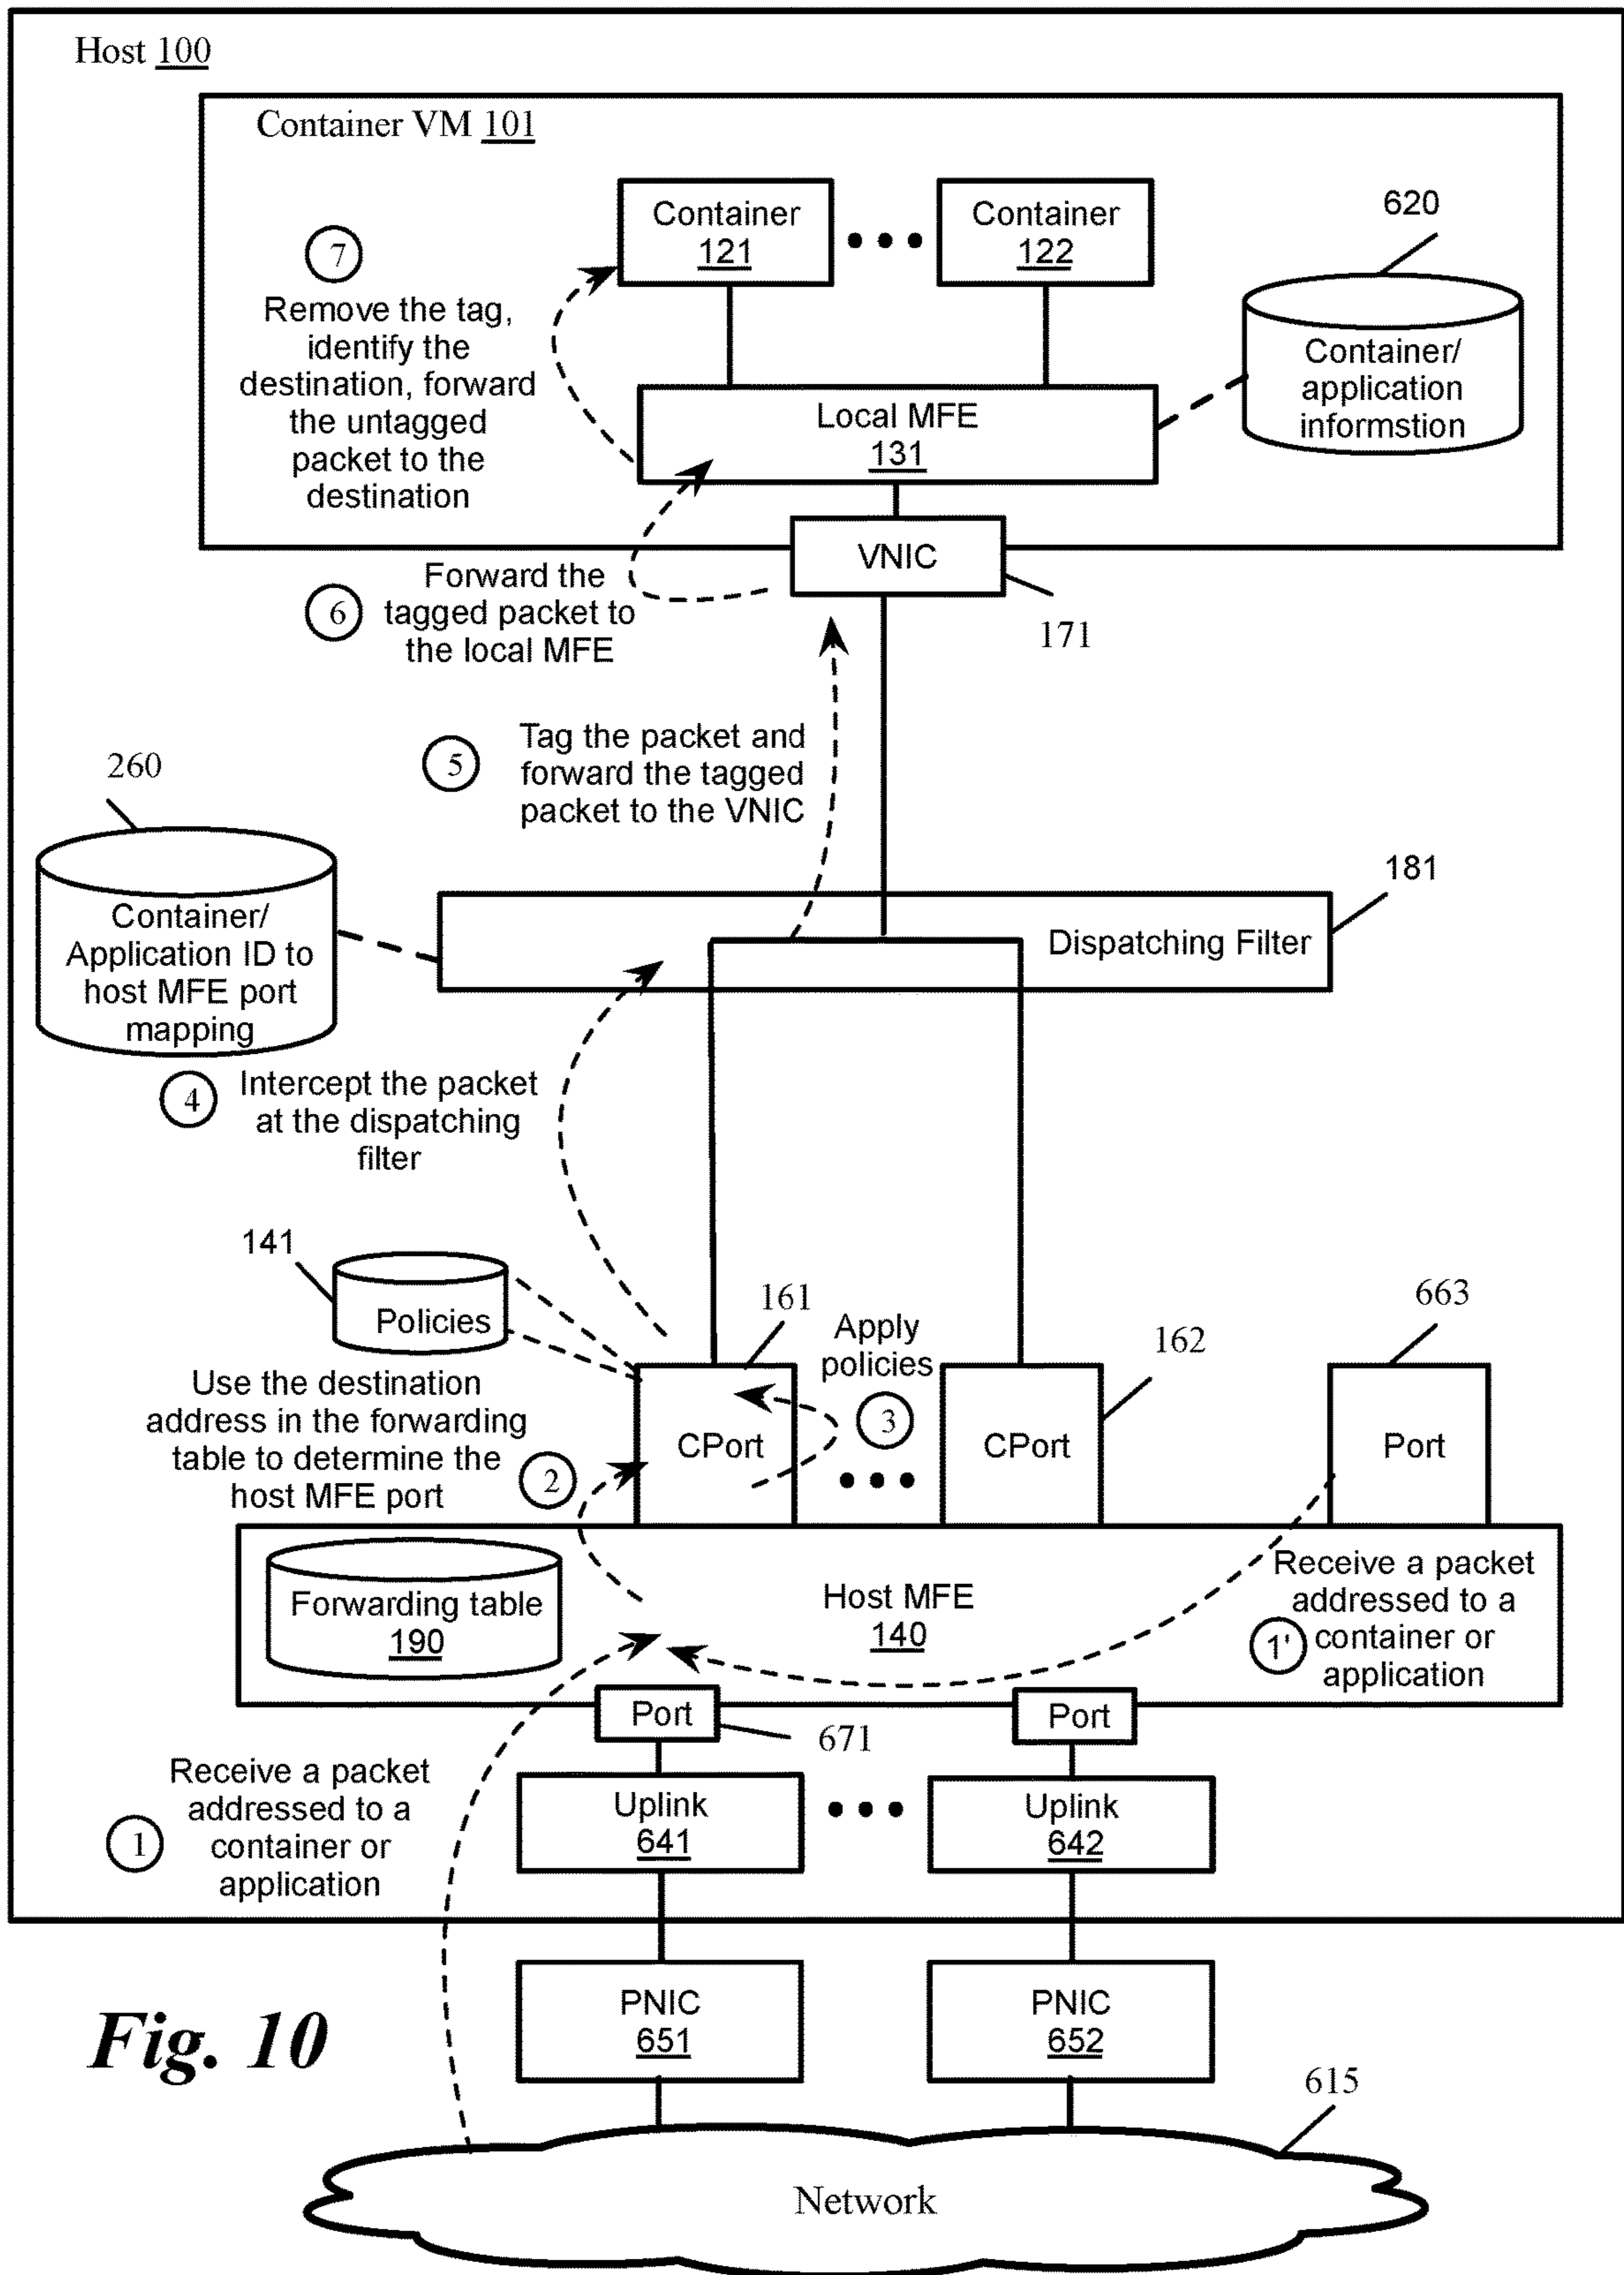 Host 100
Container VM 101
Container
121
Container
122
620
7
Remove the tag,
identify the
destination, forward
the untagged
packet to the
destination
Container/
application
informstion
Local MFE
131
VNIC
171
6
Forward the
tagged packet to
the local MFE
5
Tag the packet and
forward the tagged
packet to the VNIC
260
Container/
Application ID to
host MFE port
mapping
181
Dispatching Filter
4
Intercept the packet
at the dispatching
filter
141
Policies
161
Apply
policies
3
162
663
Use the destination
address in the forwarding
table to determine the
host MFE port
2
CPort
CPort
Port
Forwarding table
190
Host MFE
140
Receive a packet
addressed to a
container or
application
1'
Port
671
Port
1
Receive a packet
addressed to a
container or
application
Uplink
641
Uplink
642
PNIC
651
PNIC
652
Fig. 10
615
Network